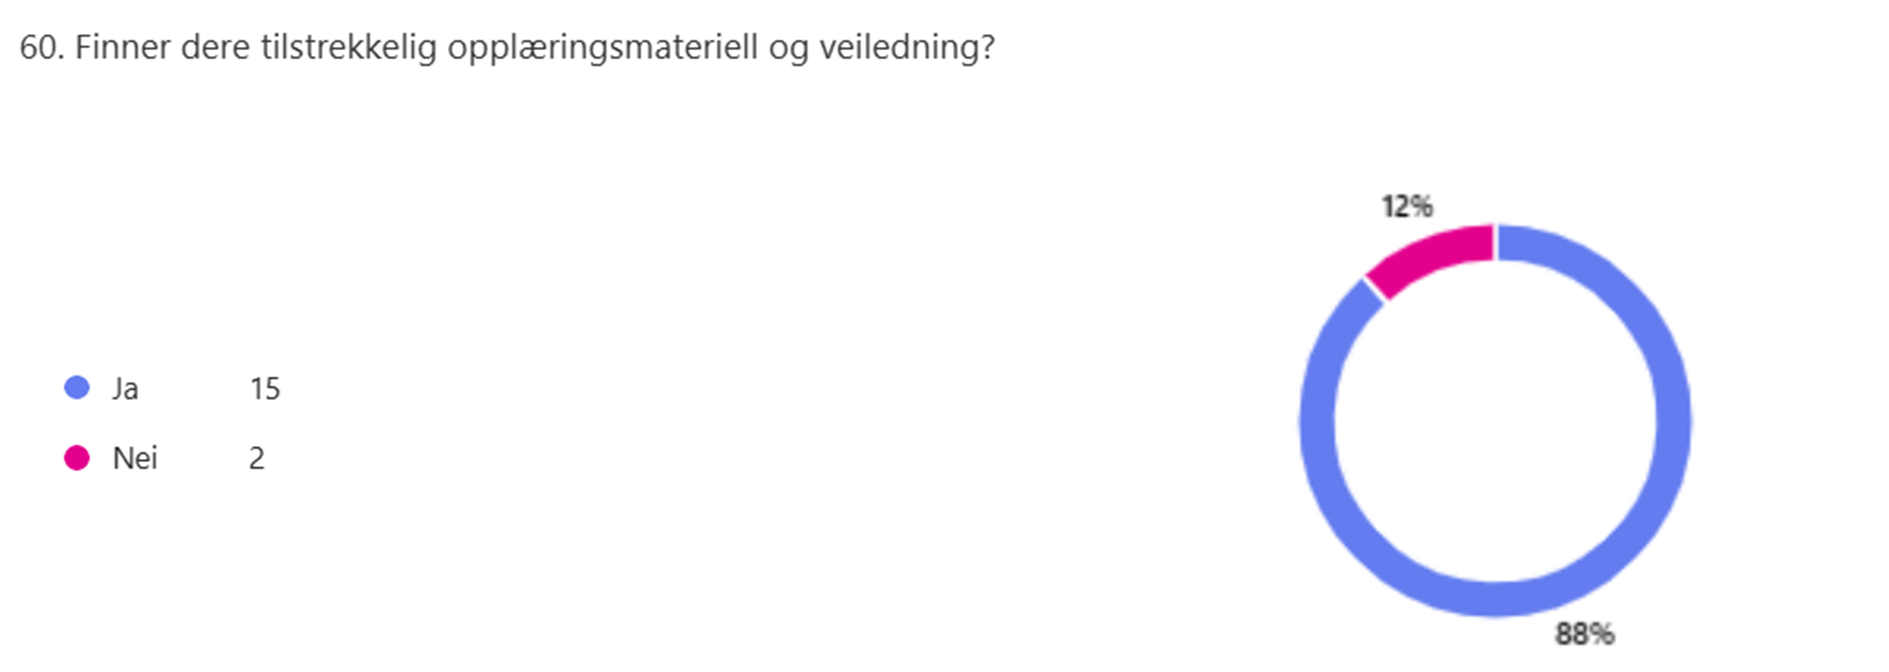 60. Finner dere tilstrekkelig opplæringsmateriell og veiledning?
12%
Ja 15
Nei 2
88%